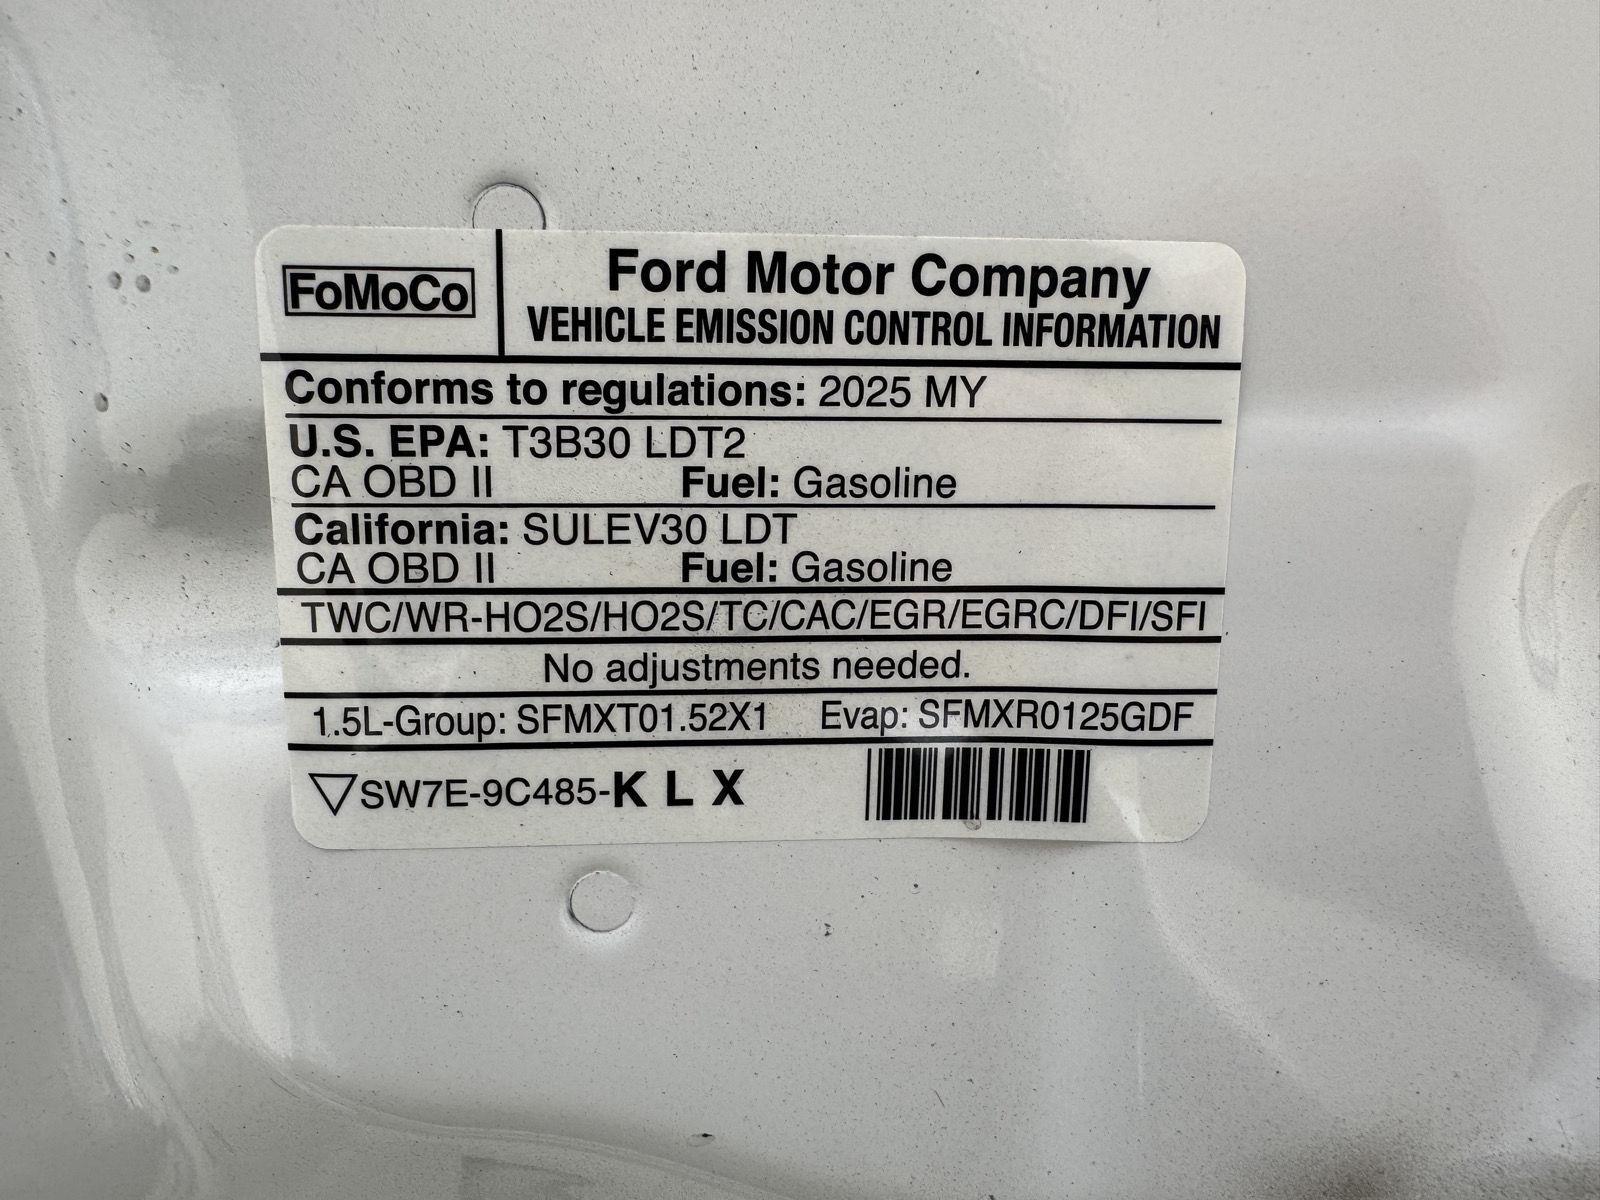 FoMoCo
Ford Motor Company
VEHICLE EMISSION CONTROL INFORMATION
Conforms to regulations: 2025 MY
U.S. EPA: T3B30 LDT2
CA OBD II Fuel: Gasoline
California: SULEV30 LDT
CA OBD II Fuel: Gasoline
TWC/WR-HO2S/HO2S/TC/CAC/EGR/EGRC/DFI/SFI
No adjustments needed.
1.5L-Group: SFMXT01.52X1 Evap: SFMXR0125GDF
▽SW7E-9C485-K L X